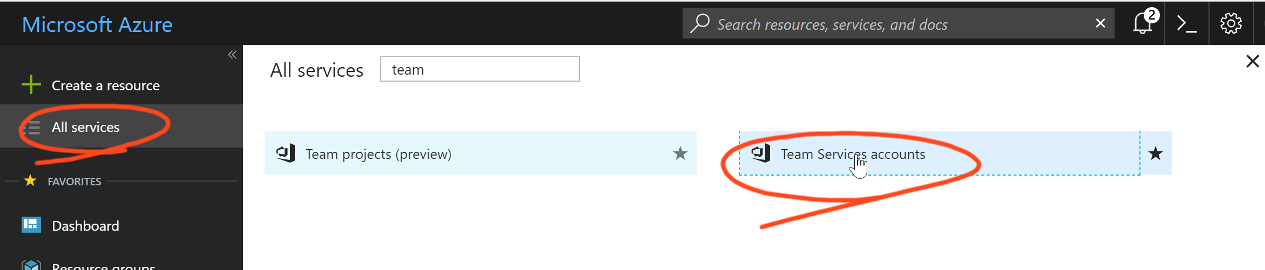 Microsoft Azure
Search resources, services, and docs
2
Create a resource
All services
FAVORITES
Dashboard
Resource groups
All services
team
Team projects (preview)
Team Services accounts